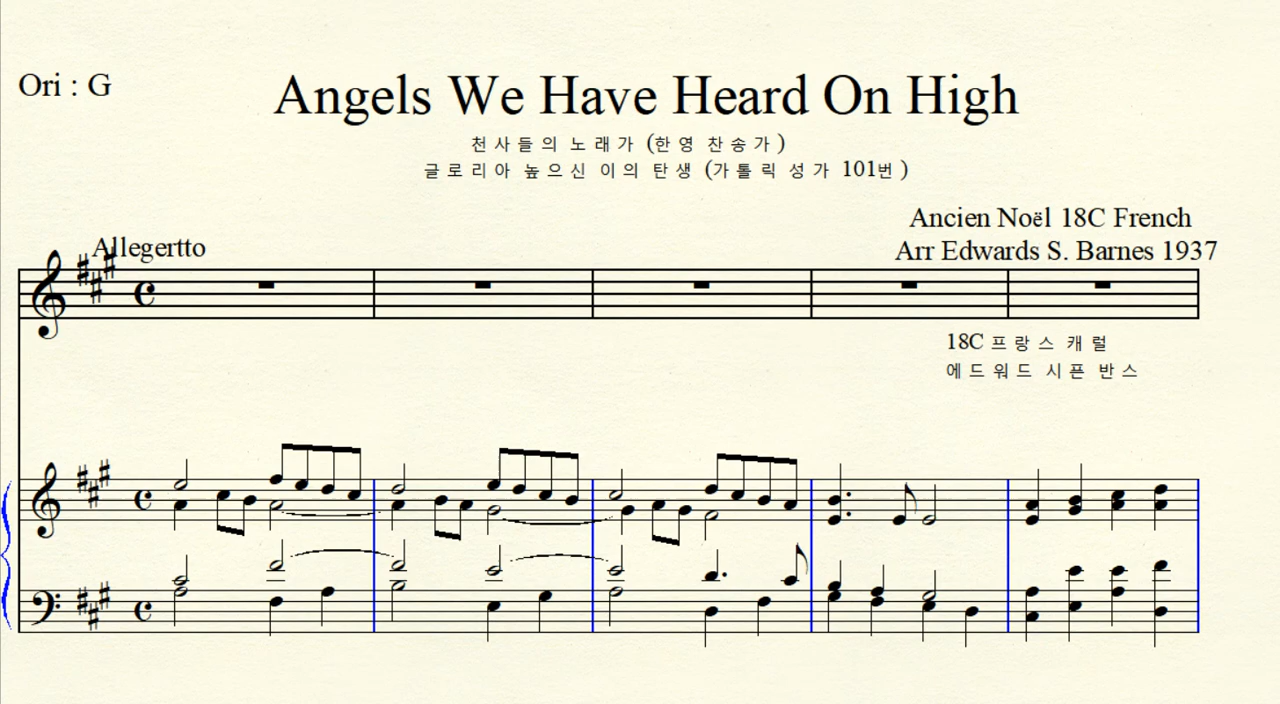 Ori : G
Angels We Have Heard On High
천사들의 노래가 (한영 찬송가)
글로리아 높으신 이의 탄생 (가톨릭 성가 101번)
Ancien Noël 18C French
Allegertto
Arr Edwards S. Barnes 1937
18C 프랑스 캐럴
에드워드 시픈 반스